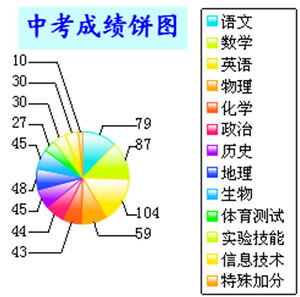 中考成绩饼图
10
30
30
27
45
48
45
44
43
79
87
104
59
语文
数学
英语
物理
化学
政治
历史
地理
生物
体育测试
实验技能
信息技术
特殊加分